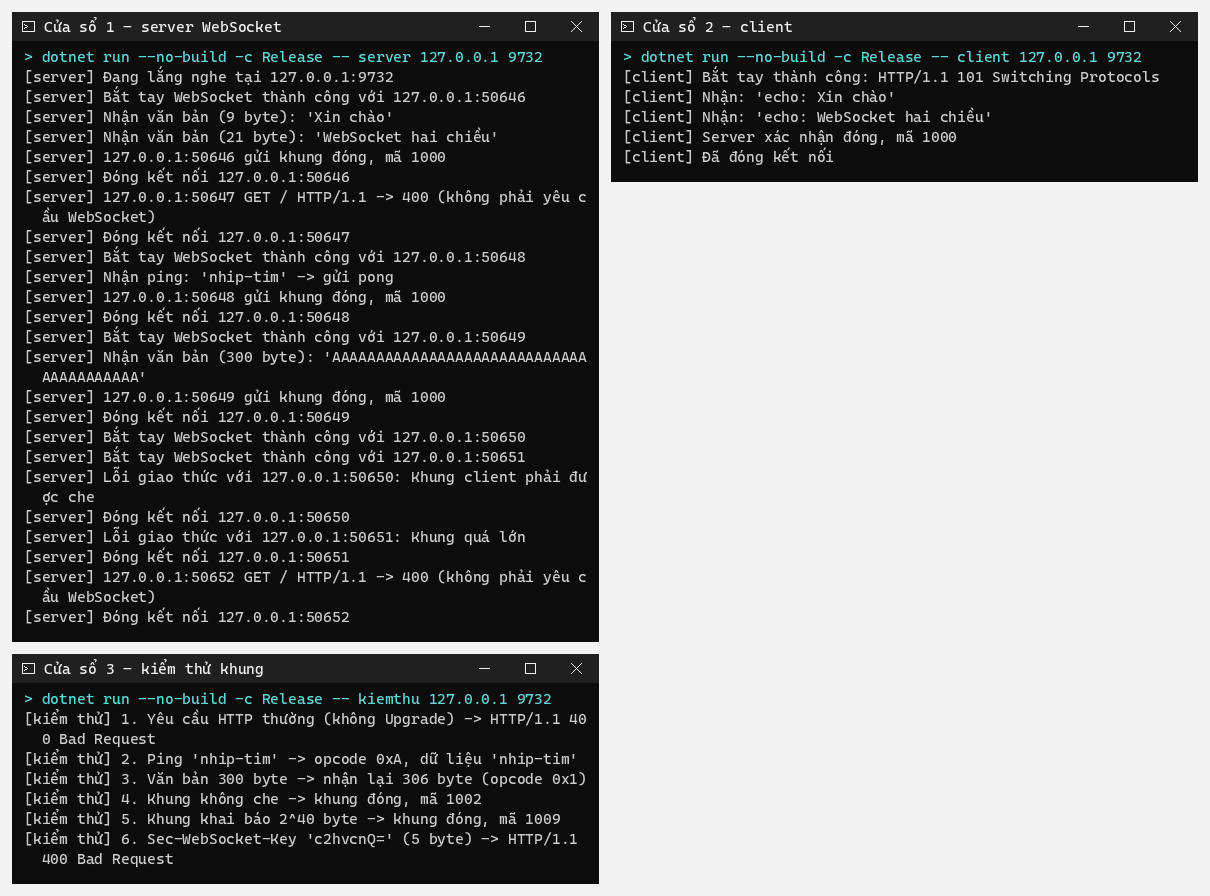 Cửa sổ 1 – server WebSocket
> dotnet run --no-build -c Release -- server 127.0.0.1 9732
[server] Đang lắng nghe tại 127.0.0.1:9732
[server] Bắt tay WebSocket thành công với 127.0.0.1:50646
[server] Nhận văn bản (9 byte): 'Xin chào'
[server] Nhận văn bản (21 byte): 'WebSocket hai chiều'
[server] 127.0.0.1:50646 gửi khung đóng, mã 1000
[server] Đóng kết nối 127.0.0.1:50646
[server] 127.0.0.1:50647 GET / HTTP/1.1 -> 400 (không phải yêu c
ầu WebSocket)
[server] Đóng kết nối 127.0.0.1:50647
[server] Bắt tay WebSocket thành công với 127.0.0.1:50648
[server] Nhận ping: 'nhip-tim' -> gửi pong
[server] 127.0.0.1:50648 gửi khung đóng, mã 1000
[server] Đóng kết nối 127.0.0.1:50648
[server] Bắt tay WebSocket thành công với 127.0.0.1:50649
[server] Nhận văn bản (300 byte): 'AAAAAAAAAAAAAAAAAAAAAAAAAAAAA
AAAAAAAAAAA'
[server] 127.0.0.1:50649 gửi khung đóng, mã 1000
[server] Đóng kết nối 127.0.0.1:50649
[server] Bắt tay WebSocket thành công với 127.0.0.1:50650
[server] Bắt tay WebSocket thành công với 127.0.0.1:50651
[server] Lỗi giao thức với 127.0.0.1:50650: Khung client phải đư
ợc che
[server] Đóng kết nối 127.0.0.1:50650
[server] Lỗi giao thức với 127.0.0.1:50651: Khung quá lớn
[server] Đóng kết nối 127.0.0.1:50651
[server] 127.0.0.1:50652 GET / HTTP/1.1 -> 400 (không phải yêu c
ầu WebSocket)
[server] Đóng kết nối 127.0.0.1:50652
Cửa sổ 2 – client
> dotnet run --no-build -c Release -- client 127.0.0.1 9732
[client] Bắt tay thành công: HTTP/1.1 101 Switching Protocols
[client] Nhận: 'echo: Xin chào'
[client] Nhận: 'echo: WebSocket hai chiều'
[client] Server xác nhận đóng, mã 1000
[client] Đã đóng kết nối
Cửa sổ 3 – kiểm thử khung
> dotnet run --no-build -c Release -- kiemthu 127.0.0.1 9732
[kiểm thử] 1. Yêu cầu HTTP thường (không Upgrade) -> HTTP/1.1 40
0 Bad Request
[kiểm thử] 2. Ping 'nhip-tim' -> opcode 0xA, dữ liệu 'nhip-tim'
[kiểm thử] 3. Văn bản 300 byte -> nhận lại 306 byte (opcode 0x1)
[kiểm thử] 4. Khung không che -> khung đóng, mã 1002
[kiểm thử] 5. Khung khai báo 2^40 byte -> khung đóng, mã 1009
[kiểm thử] 6. Sec-WebSocket-Key 'c2hvcnQ=' (5 byte) -> HTTP/1.1
400 Bad Request